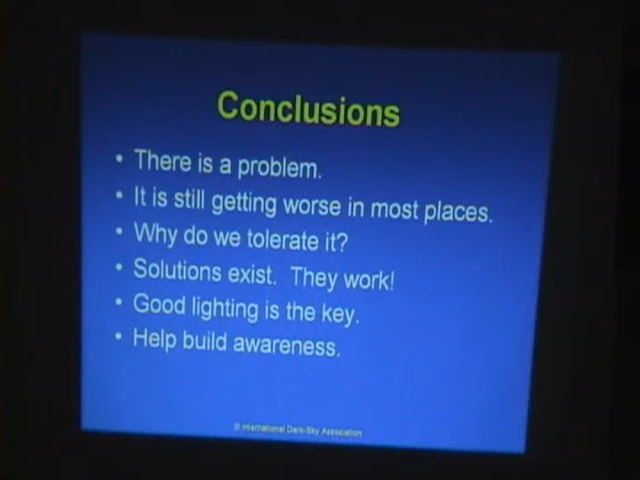 Conclusions
• There is a problem.
• It is still getting worse in most places.
• Why do we tolerate it?
• Solutions exist. They work!
• Good lighting is the key.
• Help build awareness.
© International Dark-Sky Association